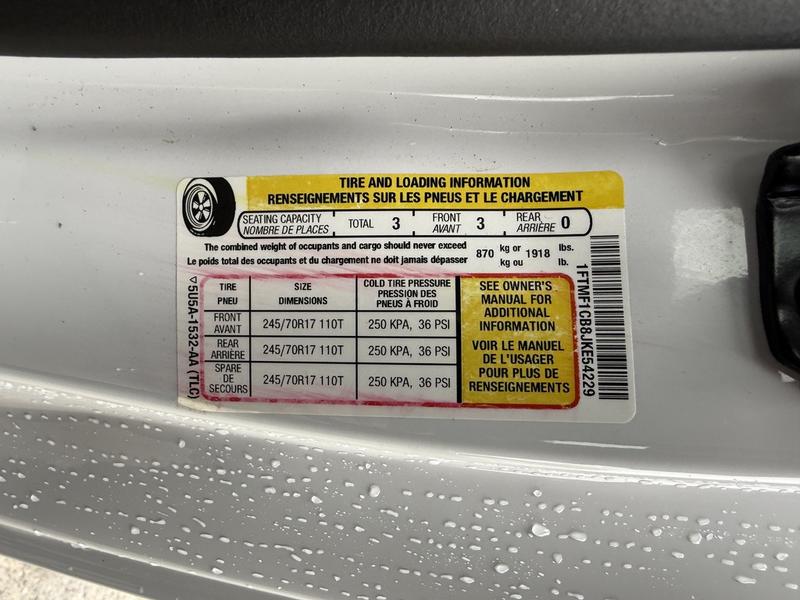 TIRE AND LOADING INFORMATION
RENSEIGNEMENTS SUR LES PNEUS ET LE CHARGEMENT
SEATING CAPACITY
NOMBRE DE PLACES
TOTAL 3
FRONT
AVANT
3
REAR
ARRIÈRE
0
The combined weight of occupants and cargo should never exceed
Le poids total des occupants et du chargement ne doit jamais dépasser
870 kg or
kg ou
1918 lbs.
lb.
TIRE
PNEU
SIZE
DIMENSIONS
COLD TIRE PRESSURE
PRESSION DES
PNEUS À FROID
FRONT
AVANT
245/70R17 110T
250 KPA, 36 PSI
REAR
ARRIÈRE
245/70R17 110T
250 KPA, 36 PSI
SPARE
DE
SECOURS
245/70R17 110T
250 KPA, 36 PSI
SEE OWNER'S
MANUAL FOR
ADDITIONAL
INFORMATION
VOIR LE MANUEL
DE L'USAGER
POUR PLUS DE
RENSEIGNEMENTS
5U5A-1532-AA (TLC)
1FTMF1CB8JKE54229